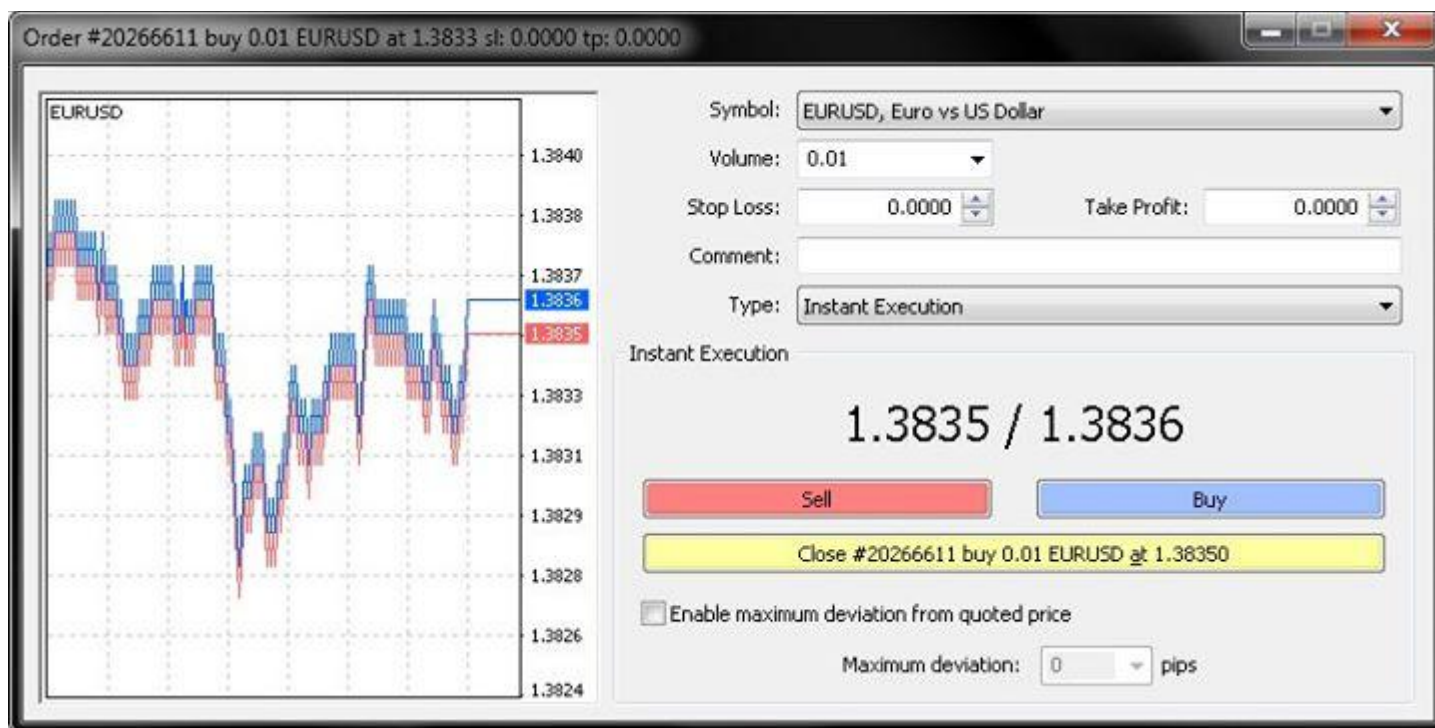 Order #20266611 buy 0.01 EURUSD at 1.3833 sl: 0.0000 tp: 0.0000
EURUSD
1.3840
1.3838
1.3837
1.3836
1.3835
1.3833
1.3831
1.3829
1.3828
1.3826
1.3824
Symbol: EURUSD, Euro vs US Dollar
Volume: 0.01
Stop Loss: 0.0000 Take Profit: 0.0000
Comment:
Type: Instant Execution
Instant Execution
1.3835 / 1.3836
Sell Buy
Close #20266611 buy 0.01 EURUSD at 1.38350
Enable maximum deviation from quoted price
Maximum deviation: 0 pips